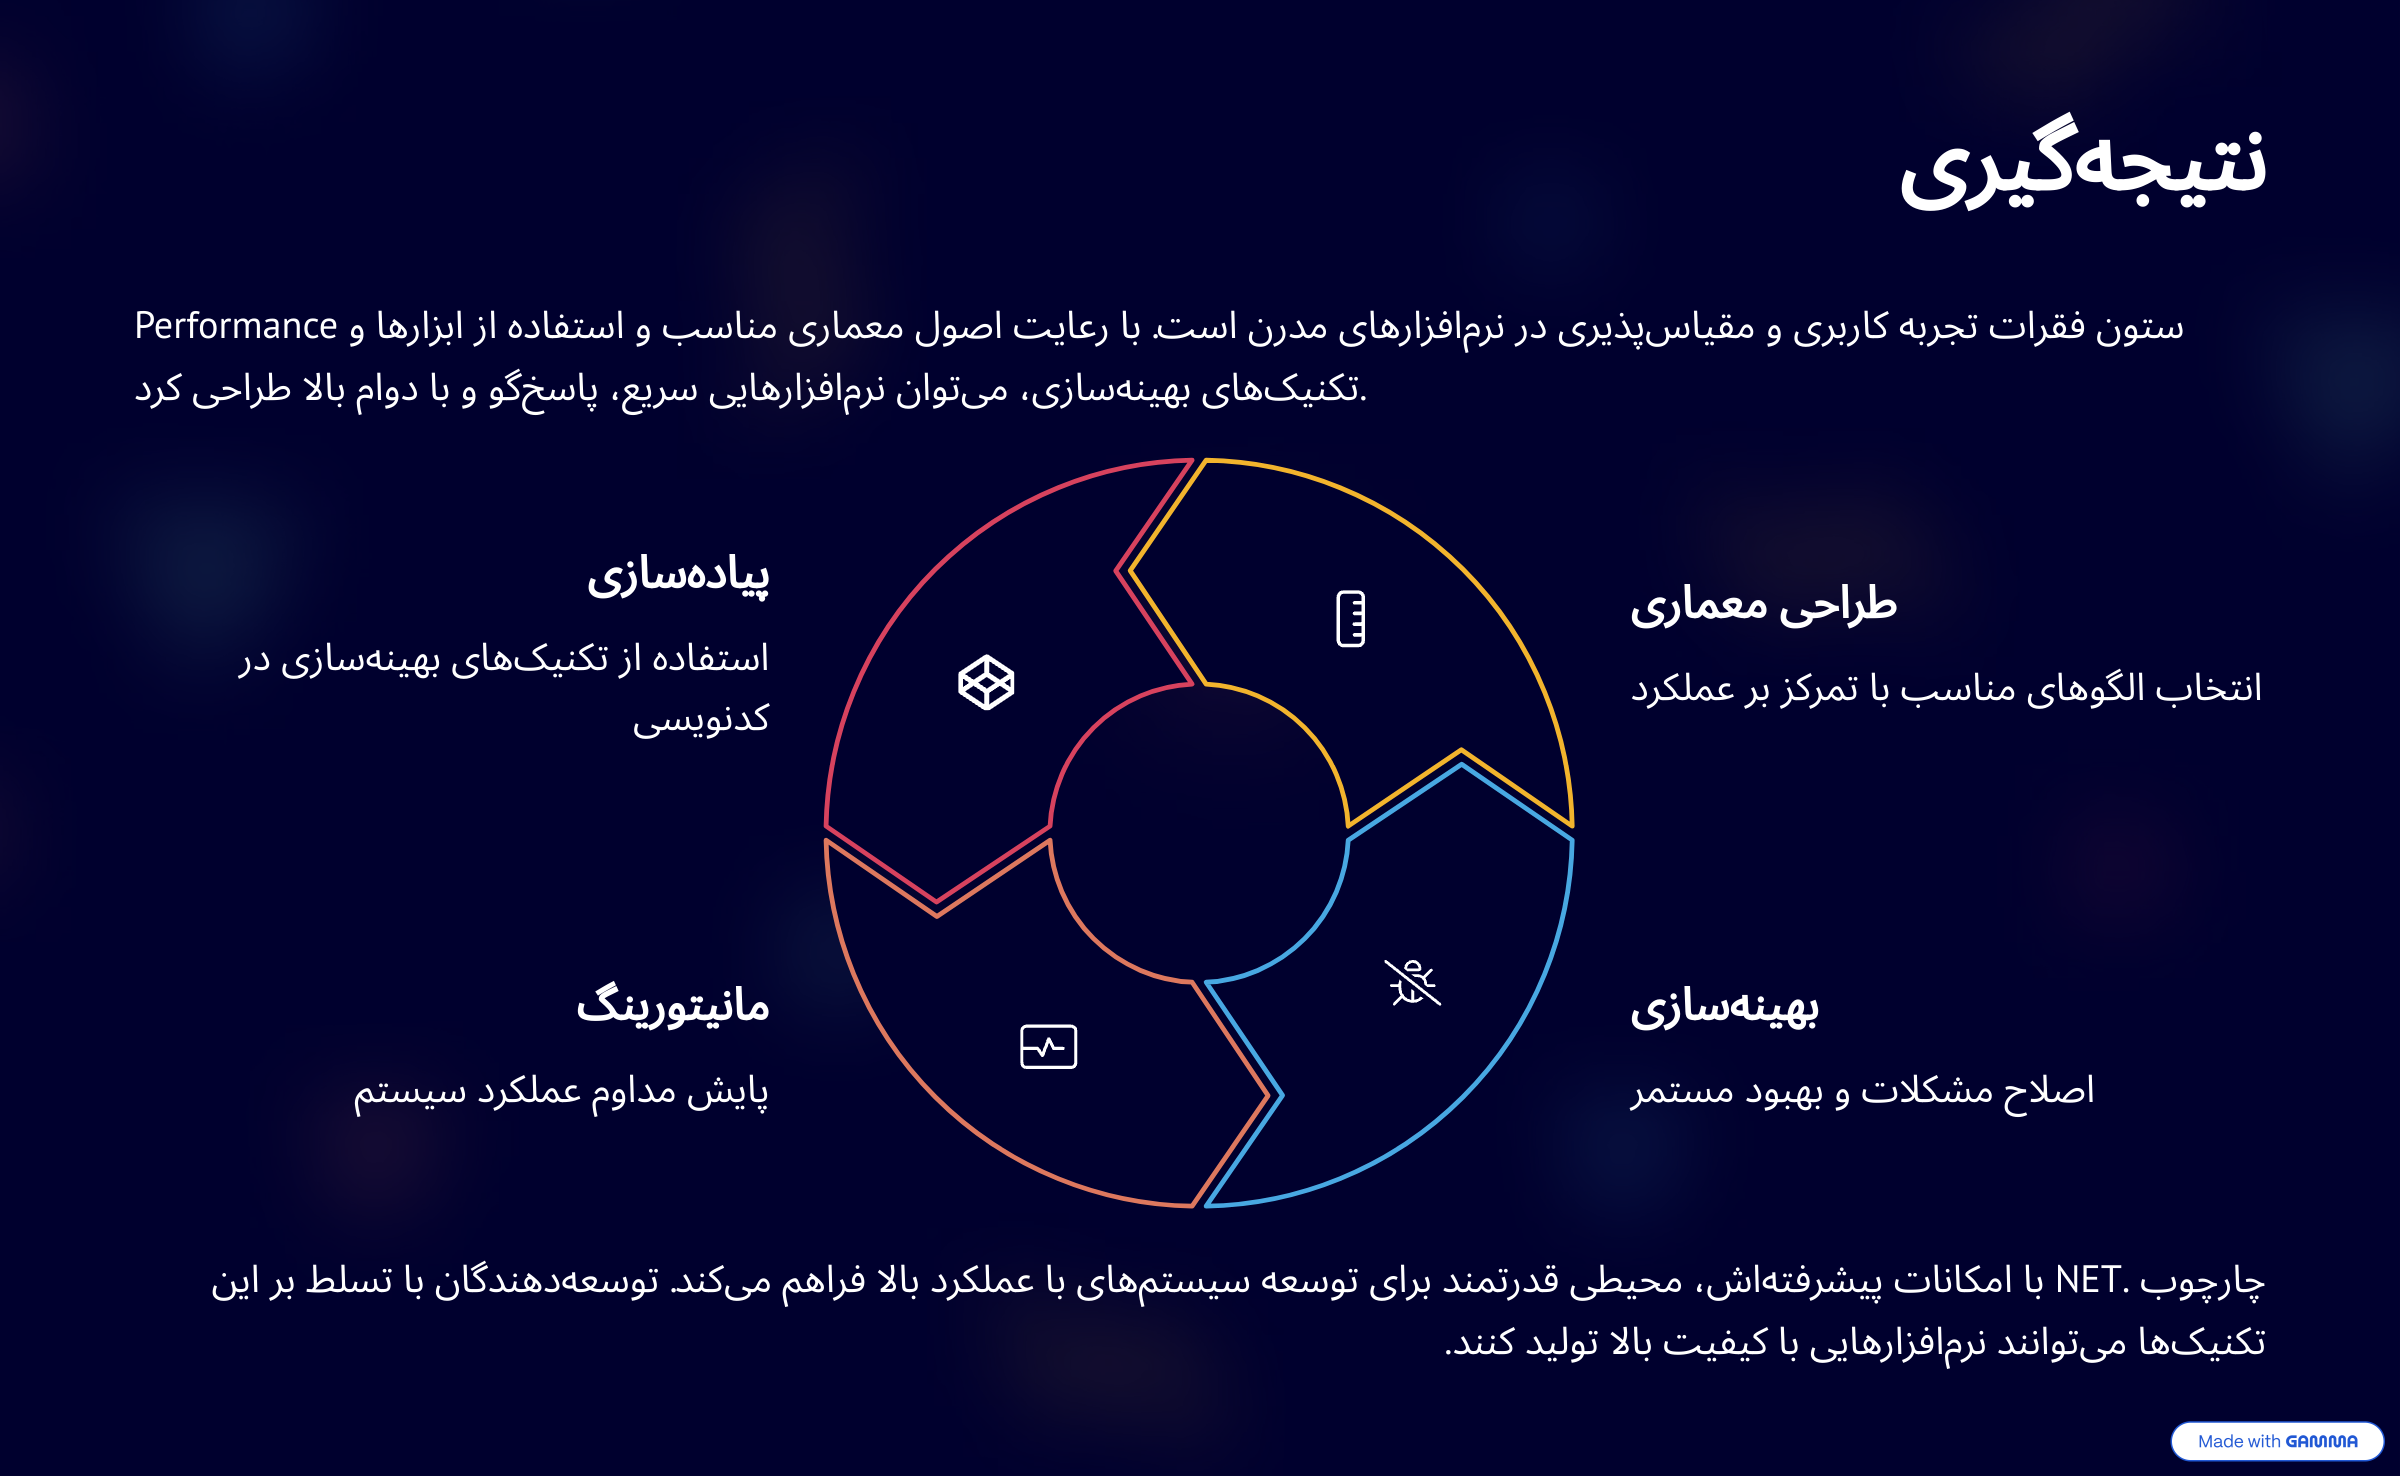 نتیجه‌گیری
Performance ستون فقرات تجربه کاربری و مقیاس‌پذیری در نرم‌افزارهای مدرن است. با رعایت اصول معماری مناسب و استفاده از ابزارها و
تکنیک‌های بهینه‌سازی، می‌توان نرم‌افزارهایی سریع، پاسخ‌گو و با دوام بالا طراحی کرد.
طراحی معماری
انتخاب الگوهای مناسب با تمرکز بر عملکرد
پیاده‌سازی
استفاده از تکنیک‌های بهینه‌سازی در
کدنویسی
مانیتورینگ
پایش مداوم عملکرد سیستم
بهینه‌سازی
اصلاح مشکلات و بهبود مستمر
چارچوب .NET با امکانات پیشرفته‌اش، محیطی قدرتمند برای توسعه سیستم‌های با عملکرد بالا فراهم می‌کند. توسعه‌دهندگان با تسلط بر این
تکنیک‌ها می‌توانند نرم‌افزارهایی با کیفیت بالا تولید کنند.
Made with GAMMA